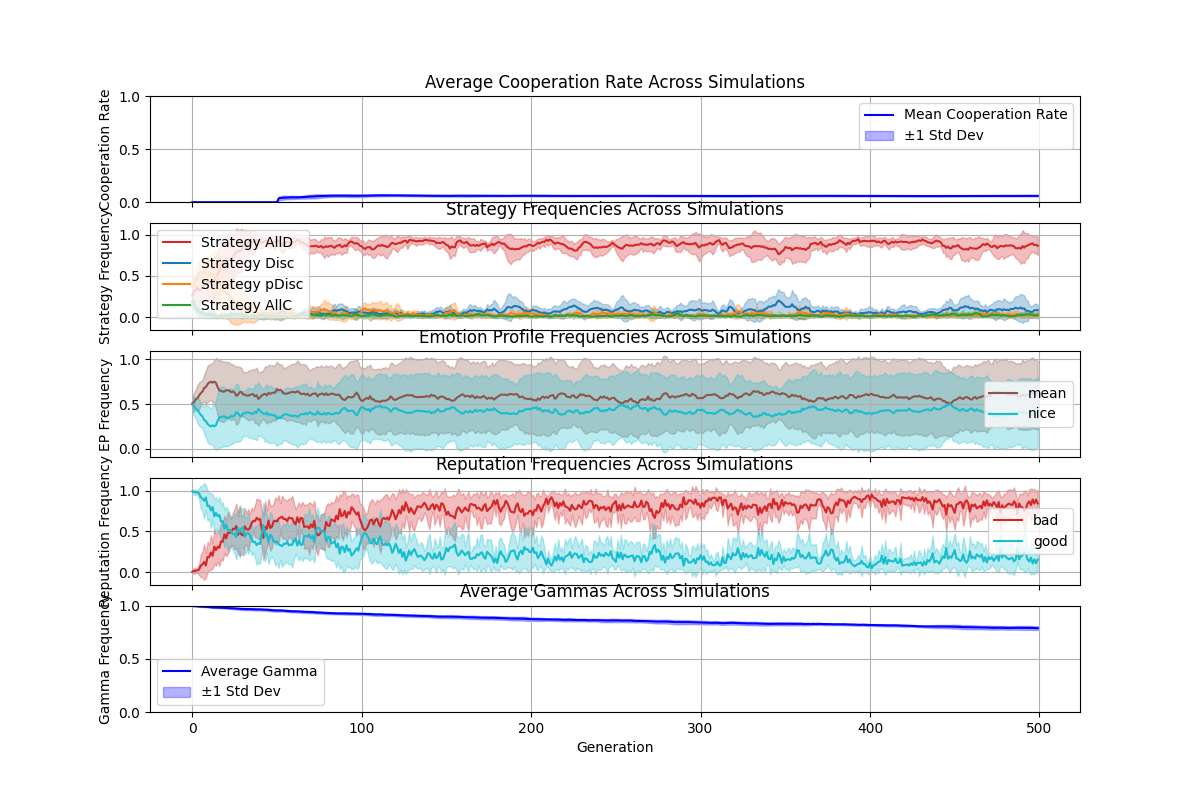 Average Cooperation Rate Across Simulations
Cooperation Rate
1.0
0.5
0.0
Mean Cooperation Rate
±1 Std Dev
Strategy Frequencies Across Simulations
Strategy Frequency
1.0
0.5
0.0
Strategy AllD
Strategy Disc
Strategy pDisc
Strategy AllC
Emotion Profile Frequencies Across Simulations
EP Frequency
1.0
0.5
0.0
mean
nice
Reputation Frequencies Across Simulations
Reputation Frequency
1.0
0.5
0.0
bad
good
Average Gammas Across Simulations
Gamma Frequency
1.0
0.5
0.0
Average Gamma
±1 Std Dev
0 100 200 300 400 500
Generation